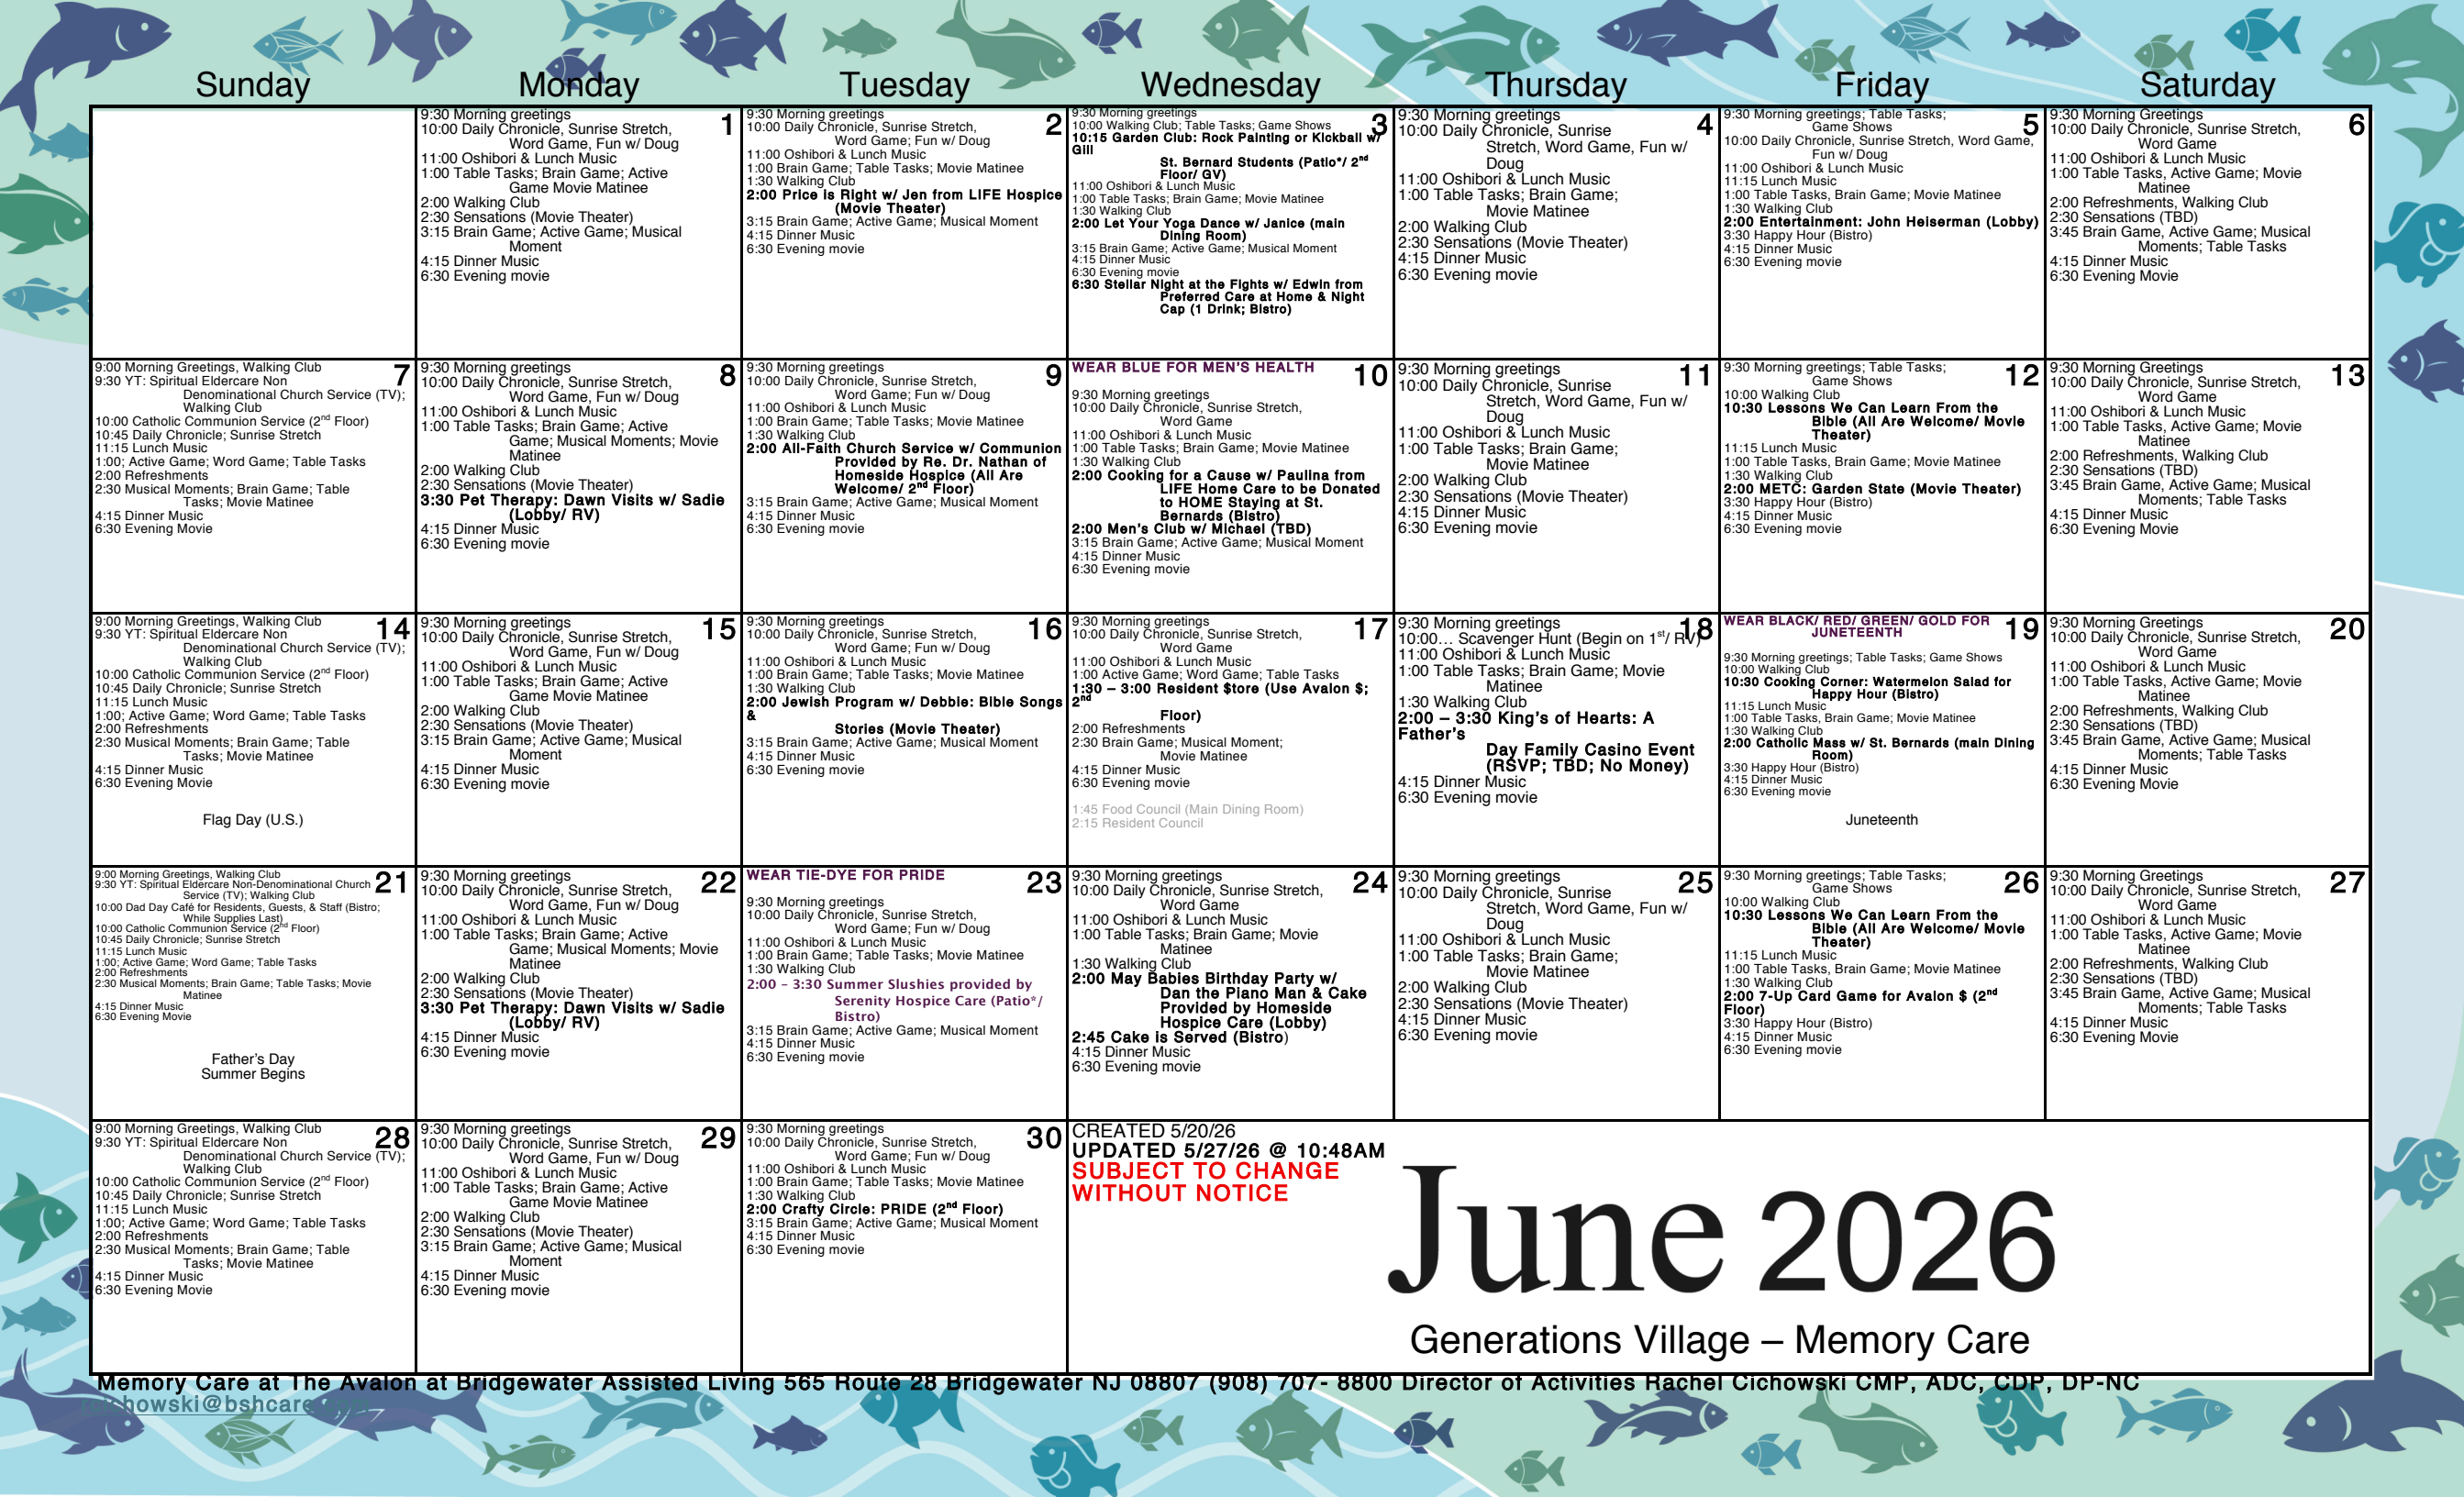 Sunday Monday Tuesday Wednesday Thursday Friday Saturday
1
9:30 Morning greetings
10:00 Daily Chronicle, Sunrise Stretch,
Word Game, Fun w/ Doug
11:00 Oshibori & Lunch Music
1:00 Table Tasks; Brain Game; Active
Game Movie Matinee
2:00 Walking Club
2:30 Sensations (Movie Theater)
3:15 Brain Game; Active Game; Musical
Moment
4:15 Dinner Music
6:30 Evening movie
2
9:30 Morning greetings
10:00 Daily Chronicle, Sunrise Stretch,
Word Game; Fun w/ Doug
11:00 Oshibori & Lunch Music
1:00 Brain Game; Table Tasks; Movie Matinee
1:30 Walking Club
2:00 Price is Right w/ Jen from LIFE Hospice
(Movie Theater)
3:15 Brain Game; Active Game; Musical Moment
4:15 Dinner Music
6:30 Evening movie
3
9:30 Morning greetings
10:00 Walking Club; Table Tasks; Game Shows
10:15 Garden Club: Rock Painting or Kickball w/
Gill
St. Bernard Students (Patio*/ 2nd
Floor/ GV)
11:00 Oshibori & Lunch Music
1:00 Table Tasks; Brain Game; Movie Matinee
1:30 Walking Club
2:00 Let Your Yoga Dance w/ Janice (main
Dining Room)
3:15 Brain Game; Active Game; Musical Moment
4:15 Dinner Music
6:30 Evening movie
6:30 Stellar Night at the Fights w/ Edwin from
Preferred Care at Home & Night
Cap (1 Drink; Bistro)
4
9:30 Morning greetings
10:00 Daily Chronicle, Sunrise
Stretch, Word Game, Fun w/
Doug
11:00 Oshibori & Lunch Music
1:00 Table Tasks; Brain Game;
Movie Matinee
2:00 Walking Club
2:30 Sensations (Movie Theater)
4:15 Dinner Music
6:30 Evening movie
5
9:30 Morning greetings; Table Tasks;
Game Shows
10:00 Daily Chronicle, Sunrise Stretch, Word Game,
Fun w/ Doug
11:00 Oshibori & Lunch Music
11:15 Lunch Music
1:00 Table Tasks, Brain Game; Movie Matinee
1:30 Walking Club
2:00 Entertainment: John Heiserman (Lobby)
3:30 Happy Hour (Bistro)
4:15 Dinner Music
6:30 Evening movie
6
9:30 Morning Greetings
10:00 Daily Chronicle, Sunrise Stretch,
Word Game
11:00 Oshibori & Lunch Music
1:00 Table Tasks, Active Game; Movie
Matinee
2:00 Refreshments, Walking Club
2:30 Sensations (TBD)
3:45 Brain Game, Active Game; Musical
Moments; Table Tasks
4:15 Dinner Music
6:30 Evening Movie
7
9:00 Morning Greetings, Walking Club
9:30 YT: Spiritual Eldercare Non
Denominational Church Service (TV);
Walking Club
10:00 Catholic Communion Service (2nd Floor)
10:45 Daily Chronicle; Sunrise Stretch
11:15 Lunch Music
1:00; Active Game; Word Game; Table Tasks
2:00 Refreshments
2:30 Musical Moments; Brain Game; Table
Tasks; Movie Matinee
4:15 Dinner Music
6:30 Evening Movie
8
9:30 Morning greetings
10:00 Daily Chronicle, Sunrise Stretch,
Word Game, Fun w/ Doug
11:00 Oshibori & Lunch Music
1:00 Table Tasks; Brain Game; Active
Game; Musical Moments; Movie
Matinee
2:00 Walking Club
2:30 Sensations (Movie Theater)
3:30 Pet Therapy: Dawn Visits w/ Sadie
(Lobby/ RV)
4:15 Dinner Music
6:30 Evening movie
9
9:30 Morning greetings
10:00 Daily Chronicle, Sunrise Stretch,
Word Game; Fun w/ Doug
11:00 Oshibori & Lunch Music
1:00 Brain Game; Table Tasks; Movie Matinee
1:30 Walking Club
2:00 All-Faith Church Service w/ Communion
Provided by Re. Dr. Nathan of
Homeside Hospice (All Are
Welcome/ 2nd Floor)
3:15 Brain Game; Active Game; Musical Moment
4:15 Dinner Music
6:30 Evening movie
10
WEAR BLUE FOR MEN'S HEALTH
9:30 Morning greetings
10:00 Daily Chronicle, Sunrise Stretch,
Word Game
11:00 Oshibori & Lunch Music
1:00 Table Tasks; Brain Game; Movie Matinee
1:30 Walking Club
2:00 Cooking for a Cause w/ Paulina from
LIFE Home Care to be Donated
to HOME Staying at St.
Bernards (Bistro)
2:00 Men's Club w/ Michael (TBD)
3:15 Brain Game; Active Game; Musical Moment
4:15 Dinner Music
6:30 Evening movie
11
9:30 Morning greetings
10:00 Daily Chronicle, Sunrise
Stretch, Word Game, Fun w/
Doug
11:00 Oshibori & Lunch Music
1:00 Table Tasks; Brain Game;
Movie Matinee
2:00 Walking Club
2:30 Sensations (Movie Theater)
4:15 Dinner Music
6:30 Evening movie
12
9:30 Morning greetings; Table Tasks;
Game Shows
10:00 Walking Club
10:30 Lessons We Can Learn From the
Bible (All Are Welcome/ Movie
Theater)
11:15 Lunch Music
1:00 Table Tasks, Brain Game; Movie Matinee
1:30 Walking Club
2:00 METC: Garden State (Movie Theater)
3:30 Happy Hour (Bistro)
4:15 Dinner Music
6:30 Evening movie
13
9:30 Morning Greetings
10:00 Daily Chronicle, Sunrise Stretch,
Word Game
11:00 Oshibori & Lunch Music
1:00 Table Tasks, Active Game; Movie
Matinee
2:00 Refreshments, Walking Club
2:30 Sensations (TBD)
3:45 Brain Game, Active Game; Musical
Moments; Table Tasks
4:15 Dinner Music
6:30 Evening Movie
14
9:00 Morning Greetings, Walking Club
9:30 YT: Spiritual Eldercare Non
Denominational Church Service (TV);
Walking Club
10:00 Catholic Communion Service (2nd Floor)
10:45 Daily Chronicle; Sunrise Stretch
11:15 Lunch Music
1:00; Active Game; Word Game; Table Tasks
2:00 Refreshments
2:30 Musical Moments; Brain Game; Table
Tasks; Movie Matinee
4:15 Dinner Music
6:30 Evening Movie
Flag Day (U.S.)
15
9:30 Morning greetings
10:00 Daily Chronicle, Sunrise Stretch,
Word Game, Fun w/ Doug
11:00 Oshibori & Lunch Music
1:00 Table Tasks; Brain Game; Active
Game Movie Matinee
2:00 Walking Club
2:30 Sensations (Movie Theater)
3:15 Brain Game; Active Game; Musical
Moment
4:15 Dinner Music
6:30 Evening movie
16
9:30 Morning greetings
10:00 Daily Chronicle, Sunrise Stretch,
Word Game; Fun w/ Doug
11:00 Oshibori & Lunch Music
1:00 Brain Game; Table Tasks; Movie Matinee
1:30 Walking Club
2:00 Jewish Program w/ Debbie: Bible Songs
&
Stories (Movie Theater)
3:15 Brain Game; Active Game; Musical Moment
4:15 Dinner Music
6:30 Evening movie
17
9:30 Morning greetings
10:00 Daily Chronicle, Sunrise Stretch,
Word Game
11:00 Oshibori & Lunch Music
1:00 Active Game; Word Game; Table Tasks
1:30 – 3:00 Resident $tore (Use Avalon $;
2nd
Floor)
2:00 Refreshments
2:30 Brain Game; Musical Moment;
Movie Matinee
4:15 Dinner Music
6:30 Evening movie
1:45 Food Council (Main Dining Room)
2:15 Resident Council
18
9:30 Morning greetings
10:00… Scavenger Hunt (Begin on 1st/ RV)
11:00 Oshibori & Lunch Music
1:00 Table Tasks; Brain Game; Movie
Matinee
1:30 Walking Club
2:00 – 3:30 King's of Hearts: A
Father's
Day Family Casino Event
(RSVP; TBD; No Money)
4:15 Dinner Music
6:30 Evening movie
19
WEAR BLACK/ RED/ GREEN/ GOLD FOR
JUNETEENTH
9:30 Morning greetings; Table Tasks; Game Shows
10:00 Walking Club
10:30 Cooking Corner: Watermelon Salad for
Happy Hour (Bistro)
11:15 Lunch Music
1:00 Table Tasks, Brain Game; Movie Matinee
1:30 Walking Club
2:00 Catholic Mass w/ St. Bernards (main Dining
Room)
3:30 Happy Hour (Bistro)
4:15 Dinner Music
6:30 Evening movie
Juneteenth
20
9:30 Morning Greetings
10:00 Daily Chronicle, Sunrise Stretch,
Word Game
11:00 Oshibori & Lunch Music
1:00 Table Tasks, Active Game; Movie
Matinee
2:00 Refreshments, Walking Club
2:30 Sensations (TBD)
3:45 Brain Game, Active Game; Musical
Moments; Table Tasks
4:15 Dinner Music
6:30 Evening Movie
21
9:00 Morning Greetings, Walking Club
9:30 YT: Spiritual Eldercare Non-Denominational Church
Service (TV); Walking Club
10:00 Dad Day Café for Residents, Guests, & Staff (Bistro;
While Supplies Last)
10:00 Catholic Communion Service (2nd Floor)
10:45 Daily Chronicle; Sunrise Stretch
11:15 Lunch Music
1:00; Active Game; Word Game; Table Tasks
2:00 Refreshments
2:30 Musical Moments; Brain Game; Table Tasks; Movie
Matinee
4:15 Dinner Music
6:30 Evening Movie
Father's Day
Summer Begins
22
9:30 Morning greetings
10:00 Daily Chronicle, Sunrise Stretch,
Word Game, Fun w/ Doug
11:00 Oshibori & Lunch Music
1:00 Table Tasks; Brain Game; Active
Game; Musical Moments; Movie
Matinee
2:00 Walking Club
2:30 Sensations (Movie Theater)
3:30 Pet Therapy: Dawn Visits w/ Sadie
(Lobby/ RV)
4:15 Dinner Music
6:30 Evening movie
23
WEAR TIE-DYE FOR PRIDE
9:30 Morning greetings
10:00 Daily Chronicle, Sunrise Stretch,
Word Game; Fun w/ Doug
11:00 Oshibori & Lunch Music
1:00 Brain Game; Table Tasks; Movie Matinee
1:30 Walking Club
2:00 – 3:30 Summer Slushies provided by
Serenity Hospice Care (Patio*/
Bistro)
3:15 Brain Game; Active Game; Musical Moment
4:15 Dinner Music
6:30 Evening movie
24
9:30 Morning greetings
10:00 Daily Chronicle, Sunrise Stretch,
Word Game
11:00 Oshibori & Lunch Music
1:00 Table Tasks; Brain Game; Movie
Matinee
1:30 Walking Club
2:00 May Babies Birthday Party w/
Dan the Piano Man & Cake
Provided by Homeside
Hospice Care (Lobby)
2:45 Cake is Served (Bistro)
4:15 Dinner Music
6:30 Evening movie
25
9:30 Morning greetings
10:00 Daily Chronicle, Sunrise
Stretch, Word Game, Fun w/
Doug
11:00 Oshibori & Lunch Music
1:00 Table Tasks; Brain Game;
Movie Matinee
2:00 Walking Club
2:30 Sensations (Movie Theater)
4:15 Dinner Music
6:30 Evening movie
26
9:30 Morning greetings; Table Tasks;
Game Shows
10:00 Walking Club
10:30 Lessons We Can Learn From the
Bible (All Are Welcome/ Movie
Theater)
11:15 Lunch Music
1:00 Table Tasks, Brain Game; Movie Matinee
1:30 Walking Club
2:00 7-Up Card Game for Avalon $ (2nd
Floor)
3:30 Happy Hour (Bistro)
4:15 Dinner Music
6:30 Evening movie
27
9:30 Morning Greetings
10:00 Daily Chronicle, Sunrise Stretch,
Word Game
11:00 Oshibori & Lunch Music
1:00 Table Tasks, Active Game; Movie
Matinee
2:00 Refreshments, Walking Club
2:30 Sensations (TBD)
3:45 Brain Game, Active Game; Musical
Moments; Table Tasks
4:15 Dinner Music
6:30 Evening Movie
28
9:00 Morning Greetings, Walking Club
9:30 YT: Spiritual Eldercare Non
Denominational Church Service (TV);
Walking Club
10:00 Catholic Communion Service (2nd Floor)
10:45 Daily Chronicle; Sunrise Stretch
11:15 Lunch Music
1:00; Active Game; Word Game; Table Tasks
2:00 Refreshments
2:30 Musical Moments; Brain Game; Table
Tasks; Movie Matinee
4:15 Dinner Music
6:30 Evening Movie
29
9:30 Morning greetings
10:00 Daily Chronicle, Sunrise Stretch,
Word Game, Fun w/ Doug
11:00 Oshibori & Lunch Music
1:00 Table Tasks; Brain Game; Active
Game Movie Matinee
2:00 Walking Club
2:30 Sensations (Movie Theater)
3:15 Brain Game; Active Game; Musical
Moment
4:15 Dinner Music
6:30 Evening movie
30
9:30 Morning greetings
10:00 Daily Chronicle, Sunrise Stretch,
Word Game; Fun w/ Doug
11:00 Oshibori & Lunch Music
1:00 Brain Game; Table Tasks; Movie Matinee
1:30 Walking Club
2:00 Crafty Circle: PRIDE (2nd Floor)
3:15 Brain Game; Active Game; Musical Moment
4:15 Dinner Music
6:30 Evening movie
CREATED 5/20/26
UPDATED 5/27/26 @ 10:48AM
SUBJECT TO CHANGE
WITHOUT NOTICE
June 2026
Generations Village – Memory Care
Memory Care at The Avalon at Bridgewater Assisted Living 565 Route 28 Bridgewater NJ 08807 (908) 707- 8800 Director of Activities Rachel Cichowski CMP, ADC, CDP, DP-NC